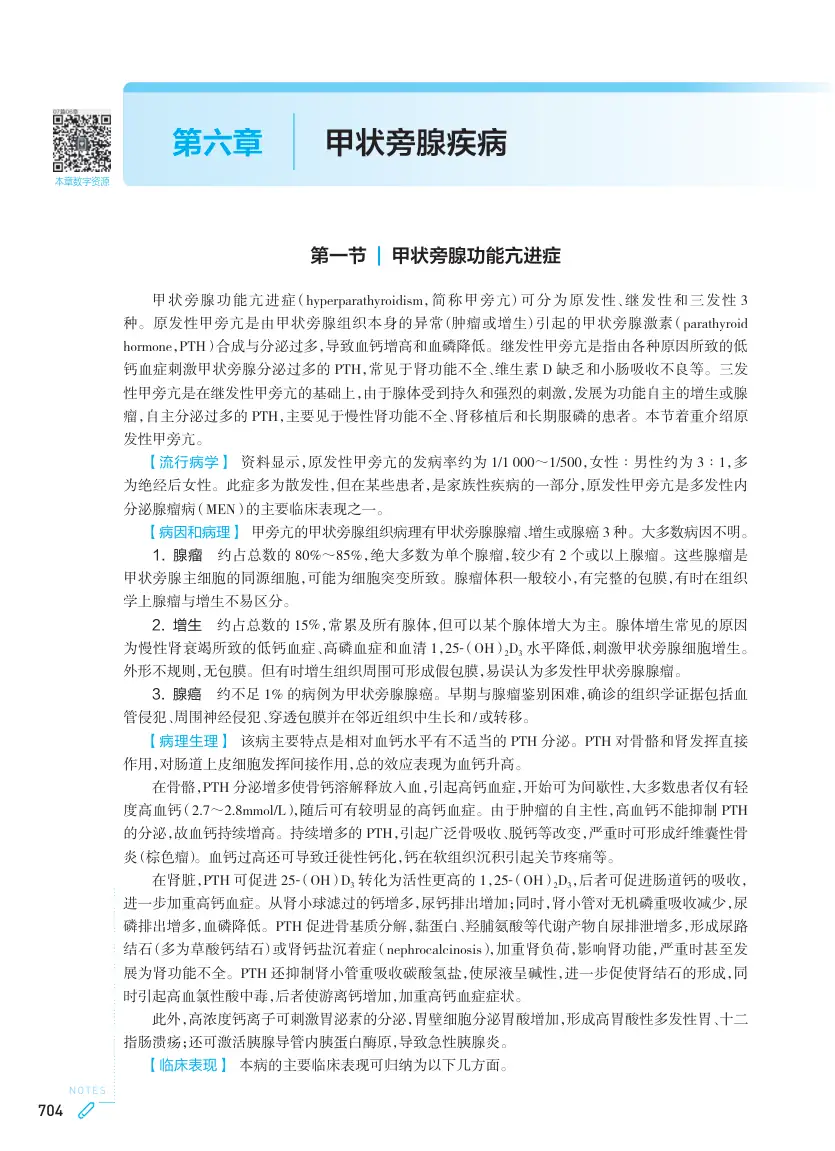 第六章
甲状旁腺疾病
本章数字资源
第一节 | 甲状旁腺功能亢进症
甲状旁腺功能亢进症(hyperparathyroidism,简称甲旁亢)可分为原发性、继发性和三发性 3
种。原发性甲旁亢是由甲状旁腺组织本身的异常(肿瘤或增生)引起的甲状旁腺激素(parathyroid
hormone,PTH)合成与分泌过多,导致血钙增高和血磷降低。继发性甲旁亢是指由各种原因所致的低
钙血症刺激甲状旁腺分泌过多的 PTH,常见于肾功能不全、维生素 D 缺乏和小肠吸收不良等。三发
性甲旁亢是在继发性甲旁亢的基础上,由于腺体受到持久和强烈的刺激,发展为功能自主的增生或腺
瘤,自主分泌过多的 PTH,主要见于慢性肾功能不全、肾移植后和长期服磷的患者。本节着重介绍原
发性甲旁亢。
【流行病学】 资料显示,原发性甲旁亢的发病率约为 1/1 000～1/500,女性∶男性约为 3∶1,多
为绝经后女性。此症多为散发性,但在某些患者,是家族性疾病的一部分,原发性甲旁亢是多发性内
分泌腺瘤病(MEN)的主要临床表现之一。
【病因和病理】 甲旁亢的甲状旁腺组织病理有甲状旁腺腺瘤、增生或腺癌 3 种。大多数病因不明。
1. 腺瘤 约占总数的 80%～85%,绝大多数为单个腺瘤,较少有 2 个或以上腺瘤。这些腺瘤是
甲状旁腺主细胞的同源细胞,可能为细胞突变所致。腺瘤体积一般较小,有完整的包膜,有时在组织
学上腺瘤与增生不易区分。
2. 增生 约占总数的 15%,常累及所有腺体,但可以某个腺体增大为主。腺体增生常见的原因
为慢性肾衰竭所致的低钙血症、高磷血症和血清 1,25-(OH)₂D₃ 水平降低,刺激甲状旁腺细胞增生。
外形不规则,无包膜。但有时增生组织周围可形成假包膜,易误认为多发性甲状旁腺腺瘤。
3. 腺癌 约不足 1% 的病例为甲状旁腺腺癌。早期与腺瘤鉴别困难,确诊的组织学证据包括血
管侵犯、周围神经侵犯、穿透包膜并在邻近组织中生长和/或转移。
【病理生理】 该病主要特点是相对血钙水平有不适当的 PTH 分泌。PTH 对骨骼和肾发挥直接
作用,对肠道上皮细胞发挥间接作用,总的效应表现为血钙升高。
在骨骼,PTH 分泌增多使骨钙溶解释放入血,引起高钙血症,开始可为间歇性,大多数患者仅有轻
度高血钙(2.7～2.8mmol/L),随后可有较明显的高钙血症。由于肿瘤的自主性,高血钙不能抑制 PTH
的分泌,故血钙持续增高。持续增多的 PTH,引起广泛骨吸收、脱钙等改变,严重时可形成纤维囊性骨
炎(棕色瘤)。血钙过高还可导致迁徙性钙化,钙在软组织沉积引起关节疼痛等。
在肾脏,PTH 可促进 25-(OH)D₃ 转化为活性更高的 1,25-(OH)₂D₃,后者可促进肠道钙的吸收,
进一步加重高钙血症。从肾小球滤过的钙增多,尿钙排出增加;同时,肾小管对无机磷重吸收减少,尿
磷排出增多,血磷降低。PTH 促进骨基质分解,黏蛋白、羟脯氨酸等代谢产物自尿排泄增多,形成尿路
结石(多为草酸钙结石)或肾钙盐沉着症(nephrocalcinosis),加重肾负荷,影响肾功能,严重时甚至发
展为肾功能不全。PTH 还抑制肾小管重吸收碳酸氢盐,使尿液呈碱性,进一步促使肾结石的形成,同
时引起高血氯性酸中毒,后者使游离钙增加,加重高钙血症症状。
此外,高浓度钙离子可刺激胃泌素的分泌,胃壁细胞分泌胃酸增加,形成高胃酸性多发性胃、十二
指肠溃疡;还可激活胰腺导管内胰蛋白酶原,导致急性胰腺炎。
【临床表现】 本病的主要临床表现可归纳为以下几方面。
NOTES
704